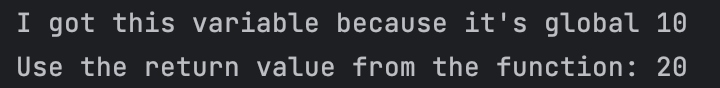 I got this variable because it's global 10
Use the return value from the function: 20